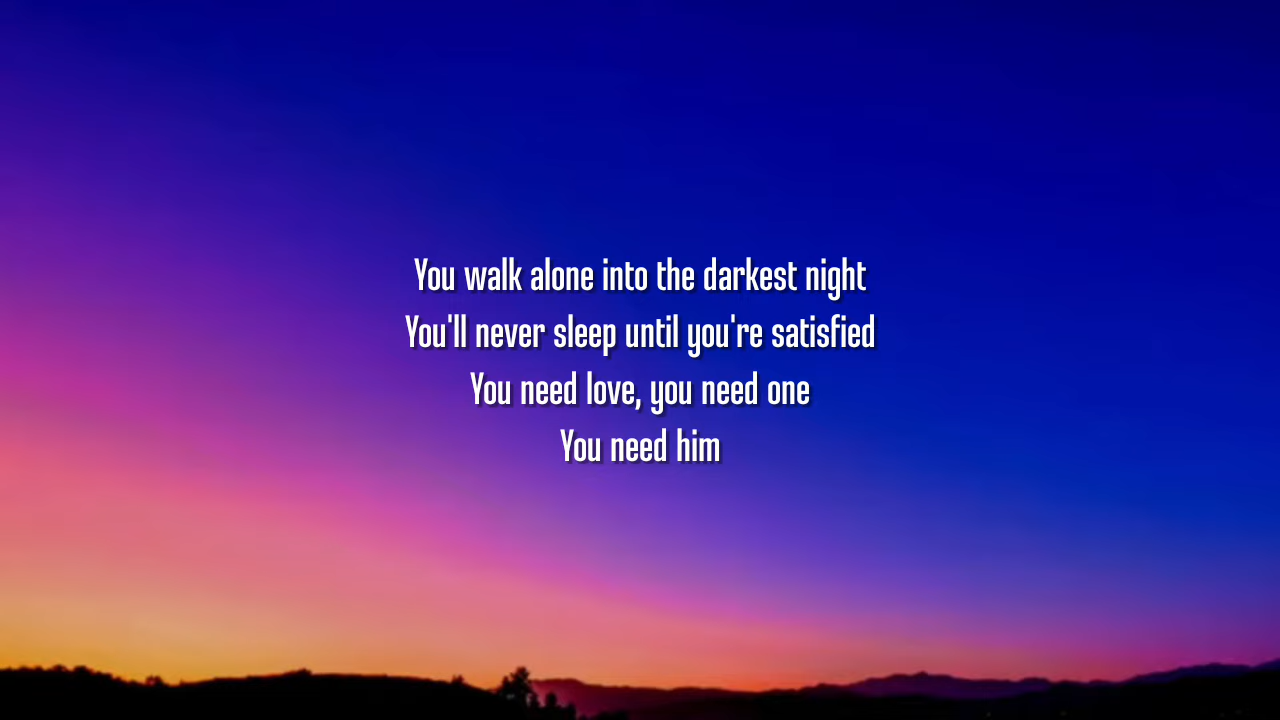 You walk alone into the darkest night
You'll never sleep until you're satisfied
You need love, you need one
You need him